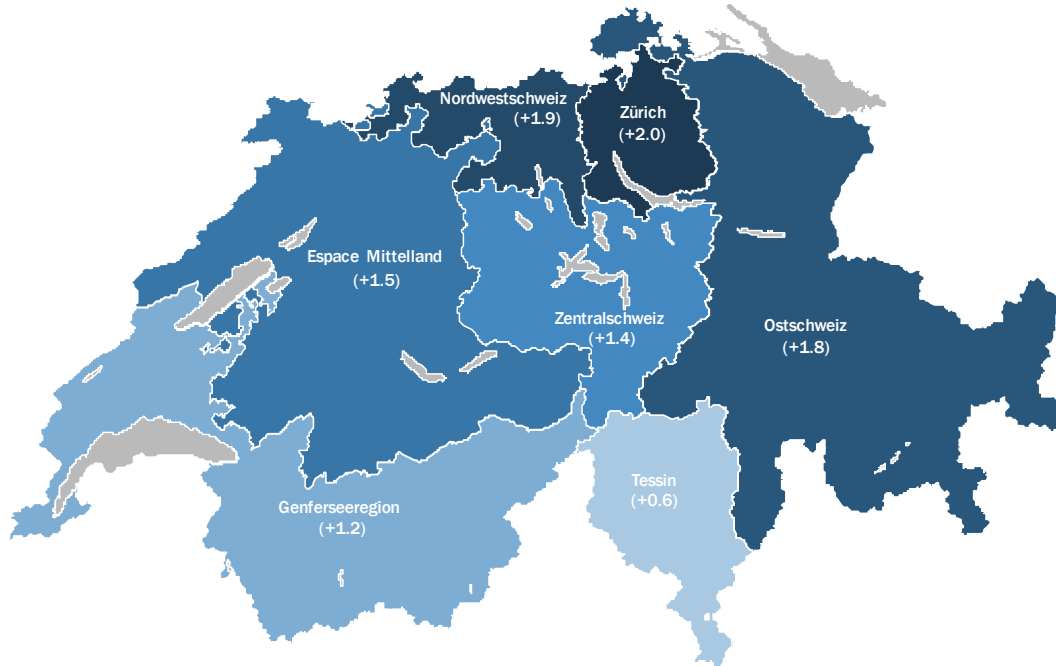 Nordwestschweiz
(+1.9)
Zürich
(+2.0)
Espace Mittelland
(+1.5)
Zentralschweiz
(+1.4)
Ostschweiz
(+1.8)
Genferseeregion
(+1.2)
Tessin
(+0.6)